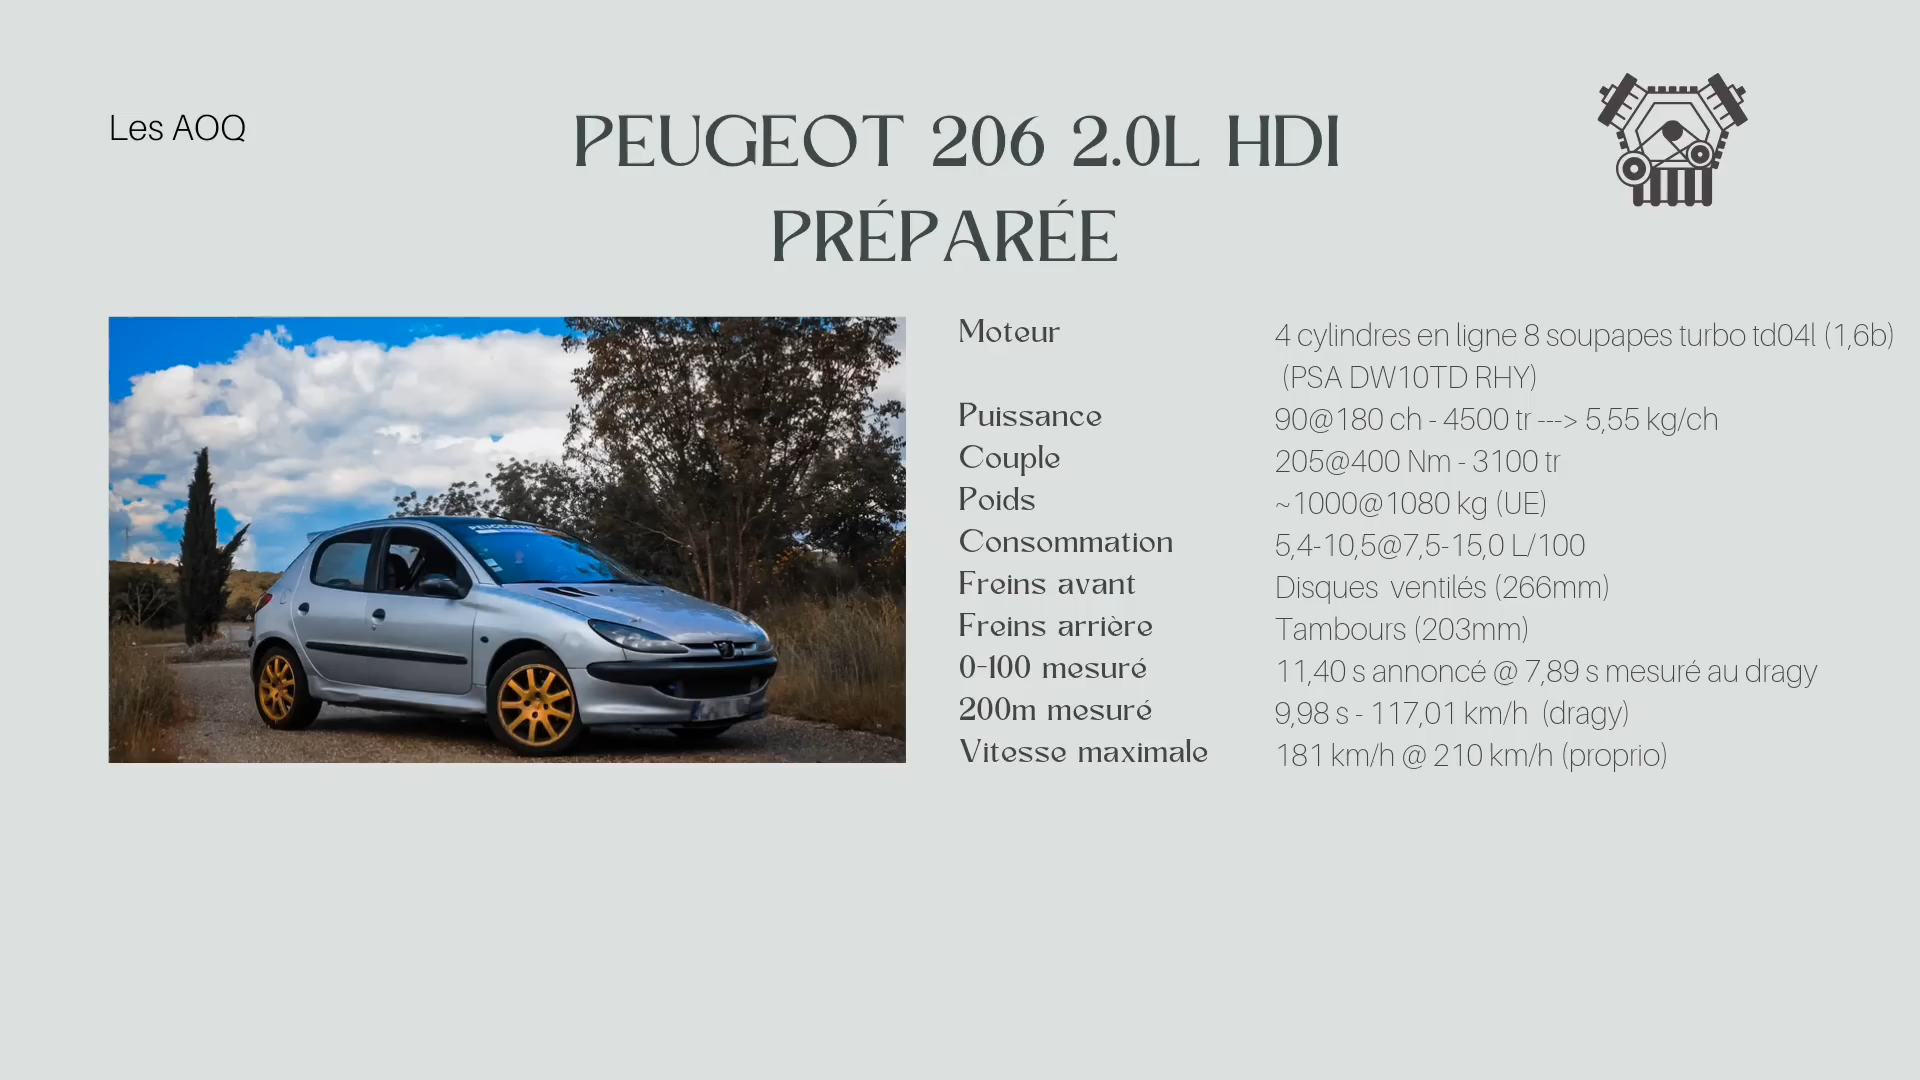 Les AOQ
PEUGEOT 206 2.0L HDI
PRÉPARÉE
Moteur 4 cylindres en ligne 8 soupapes turbo td04l (1,6b)
(PSA DW10TD RHY)
Puissance 90@180 ch - 4500 tr ---> 5,55 kg/ch
Couple 205@400 Nm - 3100 tr
Poids ~1000@1080 kg (UE)
Consommation 5,4-10,5@7,5-15,0 L/100
Freins avant Disques ventilés (266mm)
Freins arrière Tambours (203mm)
0-100 mesuré 11,40 s annoncé @ 7,89 s mesuré au dragy
200m mesuré 9,98 s - 117,01 km/h (dragy)
Vitesse maximale 181 km/h @ 210 km/h (proprio)